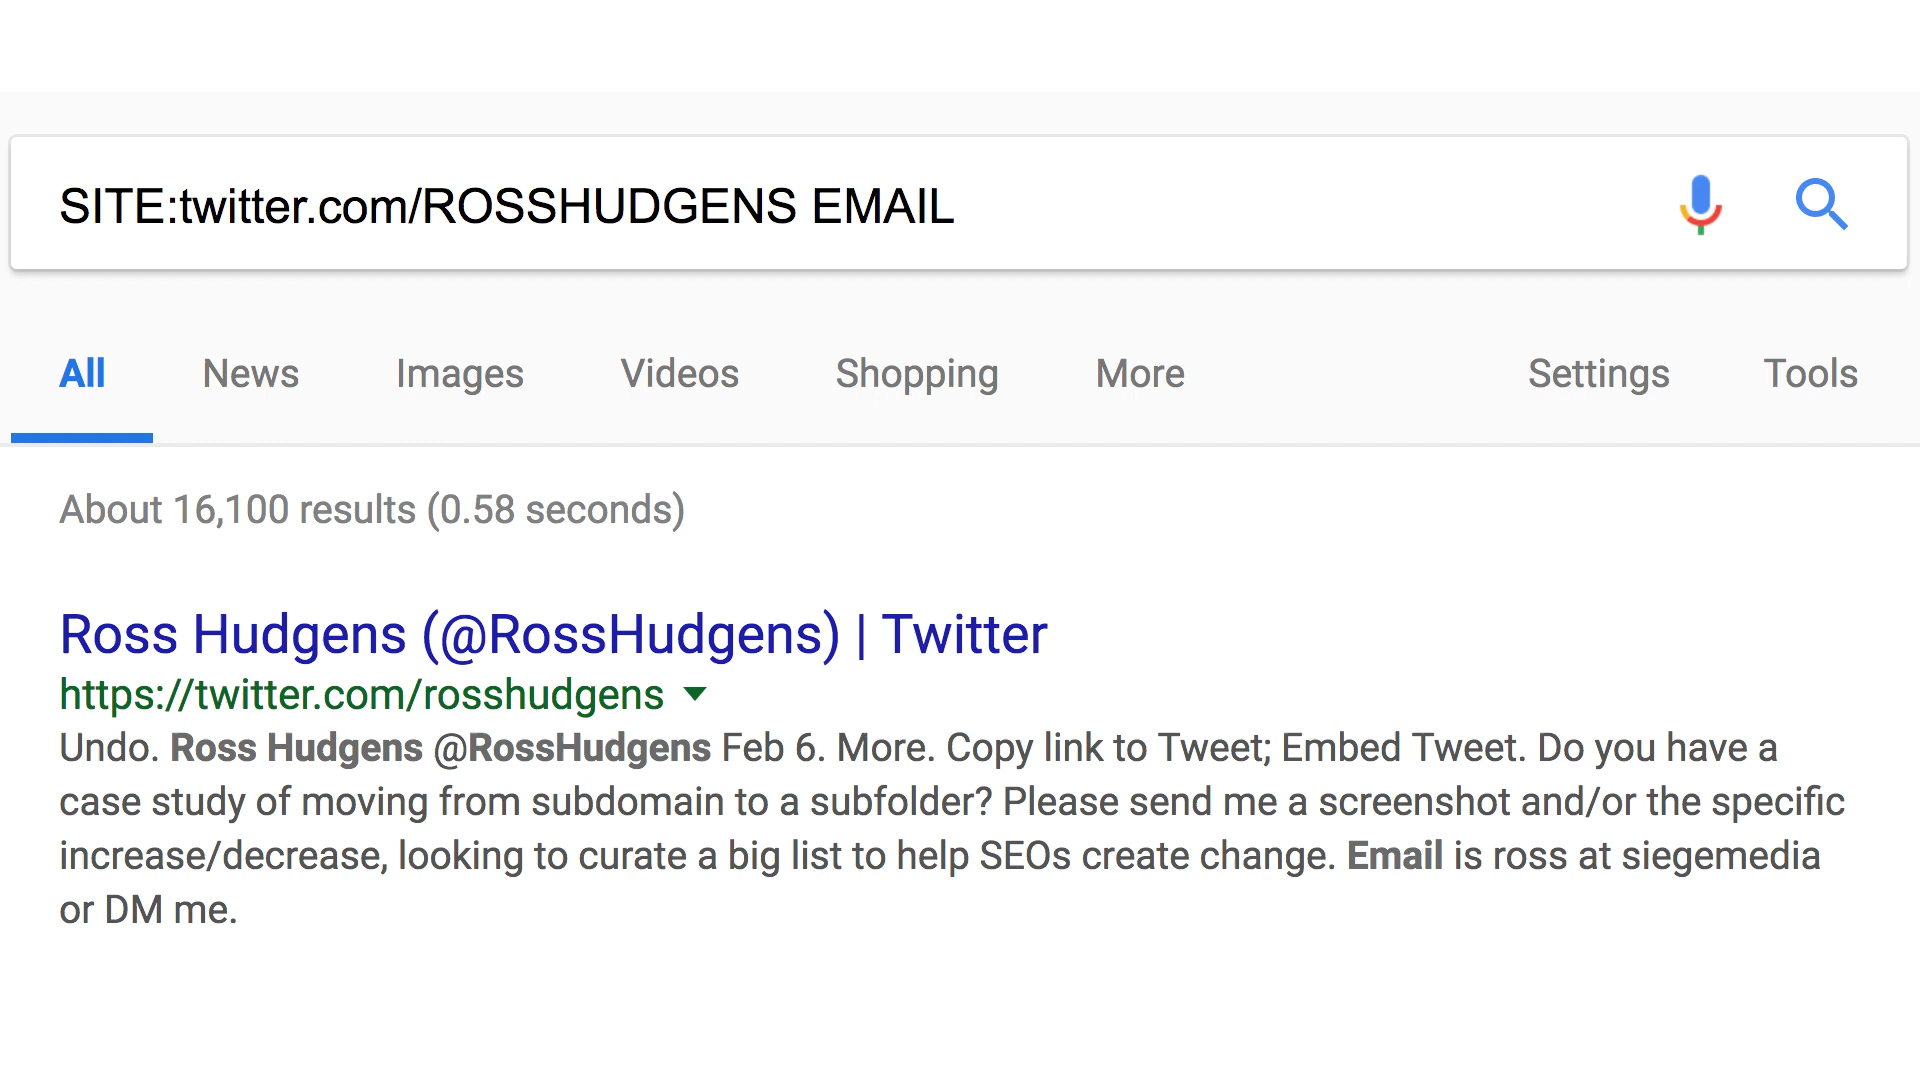 SITE:twitter.com/ROSSHUDGENS EMAIL
All News Images Videos Shopping More Settings Tools
About 16,100 results (0.58 seconds)
Ross Hudgens (@RossHudgens) | Twitter
https://twitter.com/rosshudgens
Undo. Ross Hudgens @RossHudgens Feb 6. More. Copy link to Tweet; Embed Tweet. Do you have a
case study of moving from subdomain to a subfolder? Please send me a screenshot and/or the specific
increase/decrease, looking to curate a big list to help SEOs create change. Email is ross at siegemedia
or DM me.